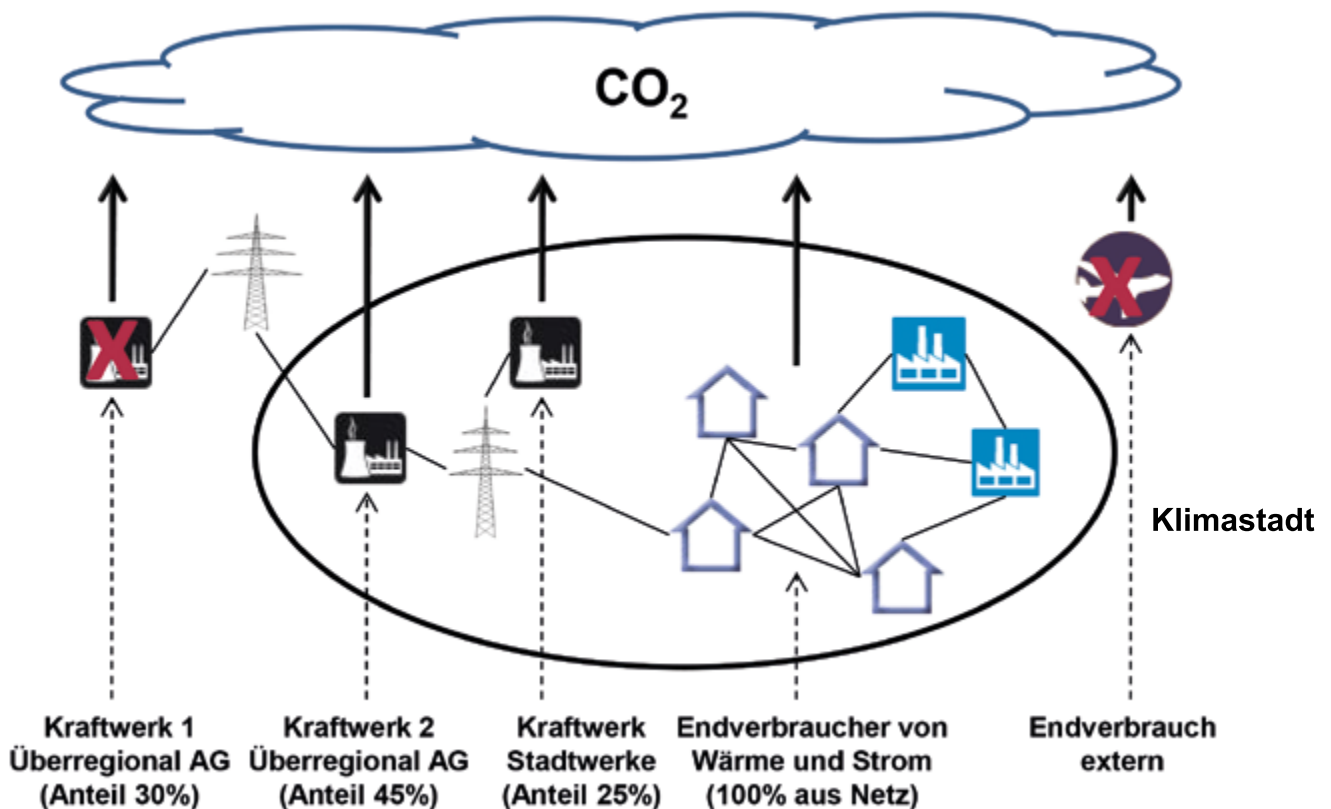 CO₂
Klimastadt
Kraftwerk 1
Überregional AG
(Anteil 30%)
Kraftwerk 2
Überregional AG
(Anteil 45%)
Kraftwerk
Stadtwerke
(Anteil 25%)
Endverbraucher von
Wärme und Strom
(100% aus Netz)
Endverbrauch
extern